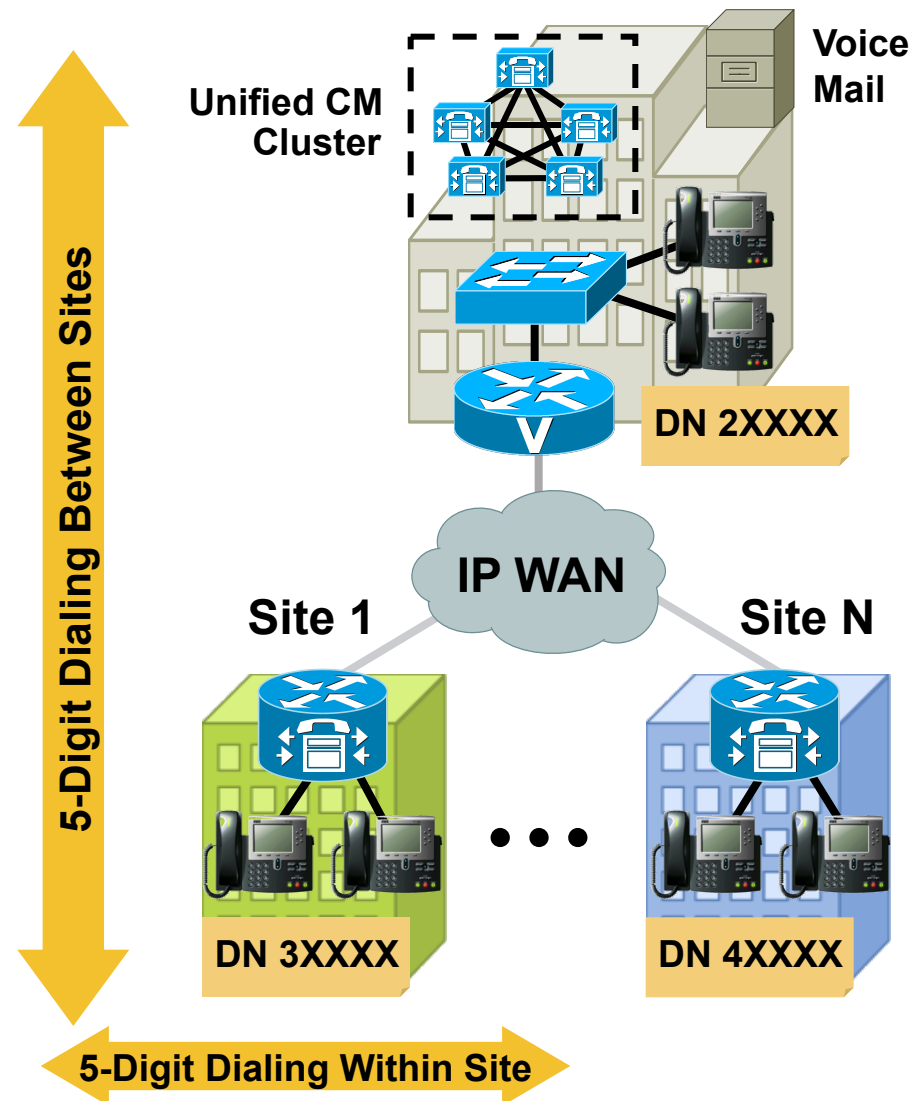 Voice
Mail
Unified CM
Cluster
5-Digit Dialing Between Sites
DN 2XXXX
V
IP WAN
Site 1
Site N
DN 3XXXX
DN 4XXXX
5-Digit Dialing Within Site